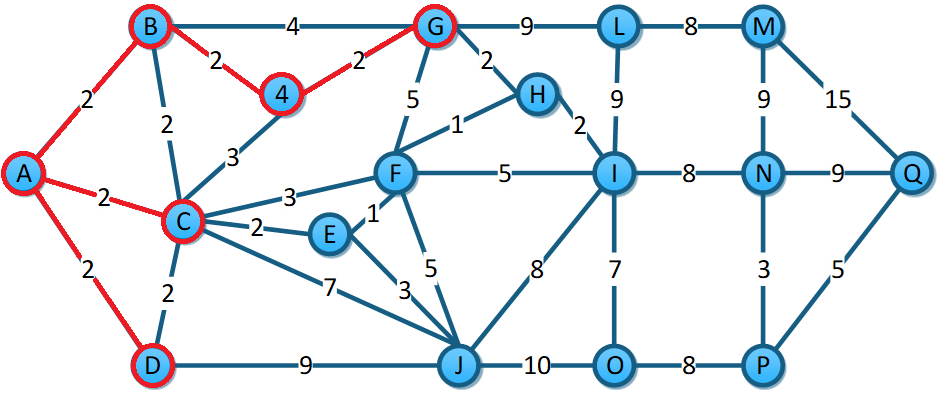 B 4 G 9 L 8 M
2 2 2
H
2 4 5 9 9 15
2 1 2
3
A F 5 I 8 N 9 Q
2 3
C 1
2 E
2 5 8 7 3 5
2 7 3
D 9 J 10 O 8 P